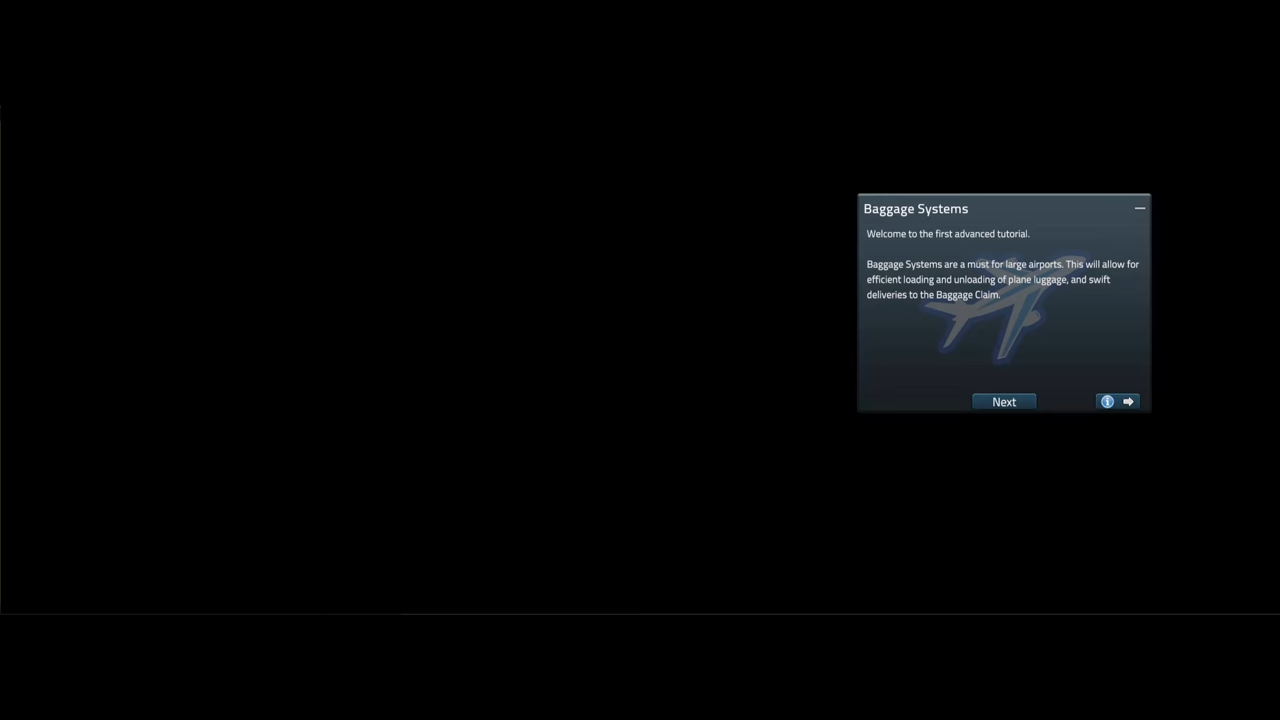 Baggage Systems
Welcome to the first advanced tutorial.
Baggage Systems are a must for large airports. This will allow for
efficient loading and unloading of plane luggage, and swift
deliveries to the Baggage Claim.
Next